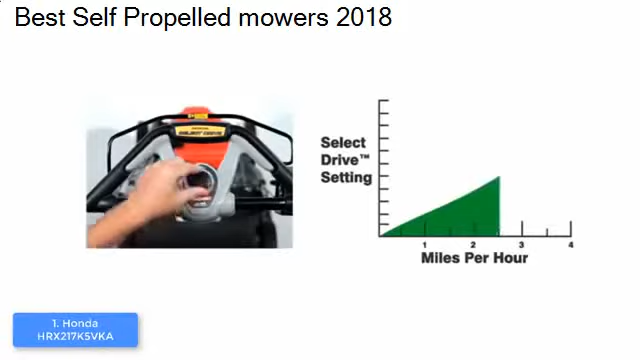 Best Self Propelled mowers 2018
Select
Drive™
Setting
1 2 3 4
Miles Per Hour
1. Honda
HRX217K5VKA